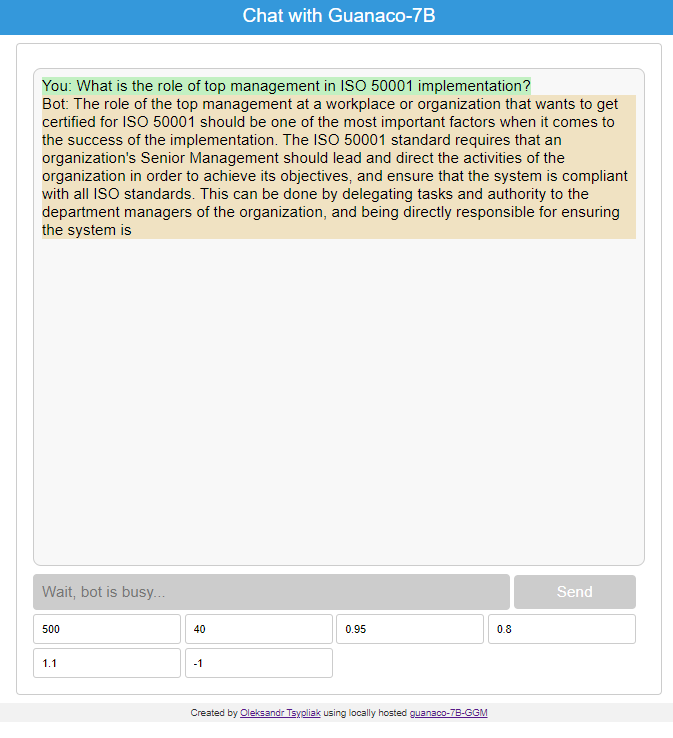 Chat with Guanaco-7B
You: What is the role of top management in ISO 50001 implementation?
Bot: The role of the top management at a workplace or organization that wants to get
certified for ISO 50001 should be one of the most important factors when it comes to
the success of the implementation. The ISO 50001 standard requires that an
organization's Senior Management should lead and direct the activities of the
organization in order to achieve its objectives, and ensure that the system is compliant
with all ISO standards. This can be done by delegating tasks and authority to the
department managers of the organization, and being directly responsible for ensuring
the system is
Wait, bot is busy...
Send
500
40
0.95
0.8
1.1
-1
Created by Oleksandr Tsypliak using locally hosted guanaco-7B-GGM